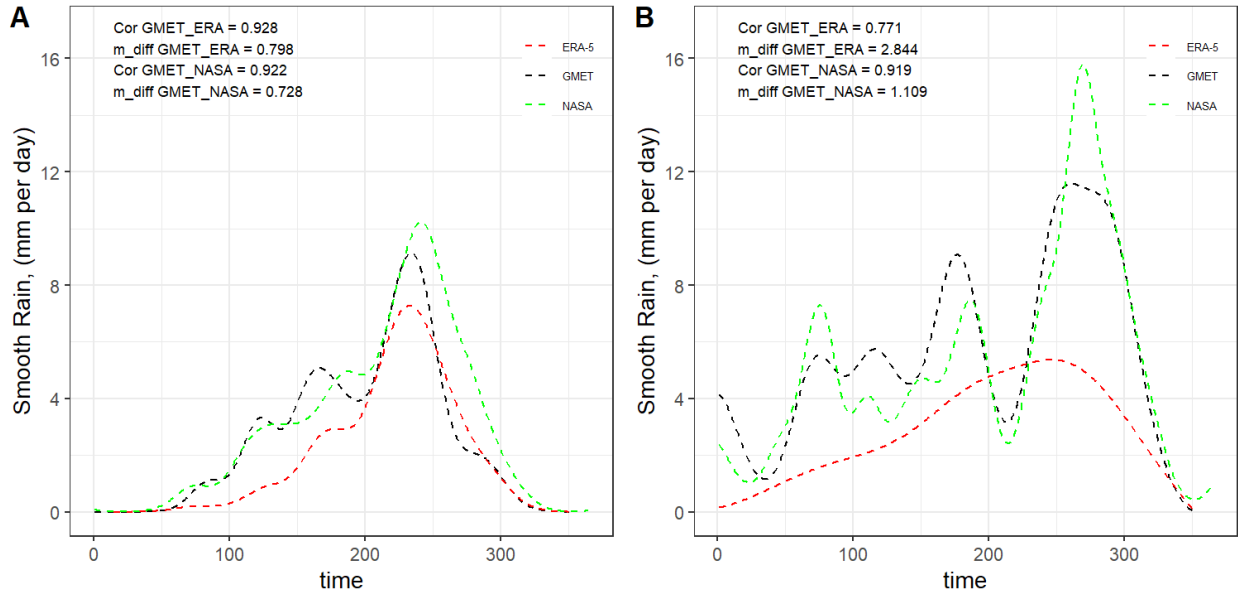 A
Cor GMET_ERA = 0.928
m_diff GMET_ERA = 0.798
Cor GMET_NASA = 0.922
m_diff GMET_NASA = 0.728
ERA-5
GMET
NASA
16
12
8
4
0
Smooth Rain, (mm per day)
0 100 200 300
time
B
Cor GMET_ERA = 0.771
m_diff GMET_ERA = 2.844
Cor GMET_NASA = 0.919
m_diff GMET_NASA = 1.109
ERA-5
GMET
NASA
16
12
8
4
0
Smooth Rain, (mm per day)
0 100 200 300
time